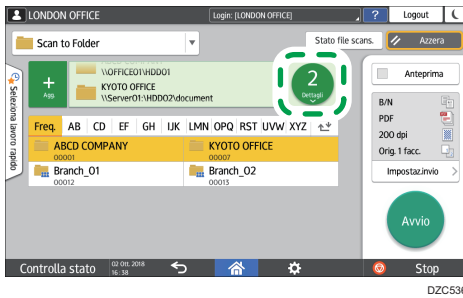 LONDON OFFICE
Login: [LONDON OFFICE]
?
Logout
Scan to Folder
Stato file scans.
Azzera
Seleziona lavoro rapido
+
Agg.
\\OFFICE01\HDD01
KYOTO OFFICE
\\Server01:\HDD02\document
2
Dettagli
Anteprima
B/N
PDF
200 dpi
Orig. 1 facc.
Impostaz.invio
Freq. AB CD EF GH IJK LMN OPQ RST UVW XYZ
ABCD COMPANY
00001
KYOTO OFFICE
00007
Branch_01
00012
Branch_02
00013
Avvio
Controlla stato
02 Ott. 2018
16:38
Stop
DZC536